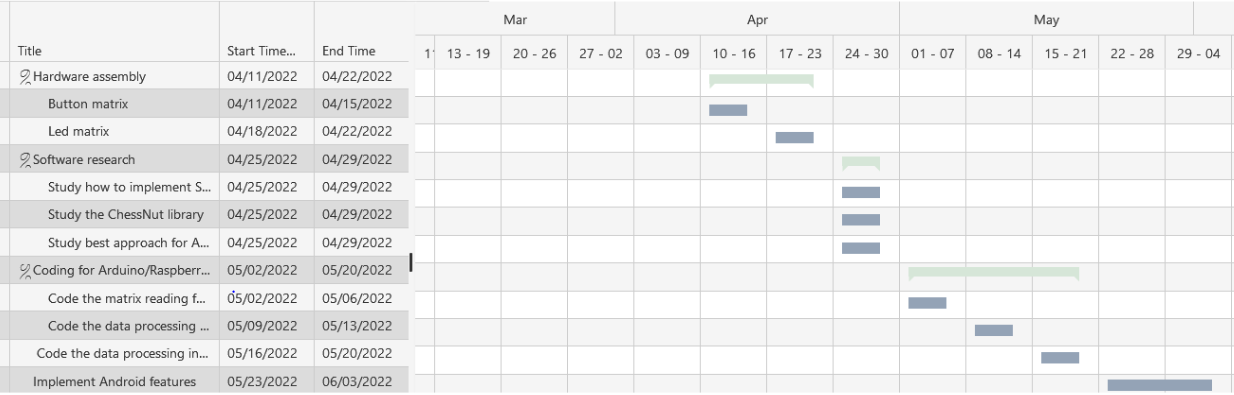 Mar Apr May
Title Start Time... End Time 13 - 19 20 - 26 27 - 02 03 - 09 10 - 16 17 - 23 24 - 30 01 - 07 08 - 14 15 - 21 22 - 28 29 - 04
Hardware assembly 04/11/2022 04/22/2022
Button matrix 04/11/2022 04/15/2022
Led matrix 04/18/2022 04/22/2022
Software research 04/25/2022 04/29/2022
Study how to implement S... 04/25/2022 04/29/2022
Study the ChessNut library 04/25/2022 04/29/2022
Study best approach for A... 04/25/2022 04/29/2022
Coding for Arduino/Raspberr... 05/02/2022 05/20/2022
Code the matrix reading f... 05/02/2022 05/06/2022
Code the data processing ... 05/09/2022 05/13/2022
Code the data processing in... 05/16/2022 05/20/2022
Implement Android features 05/23/2022 06/03/2022